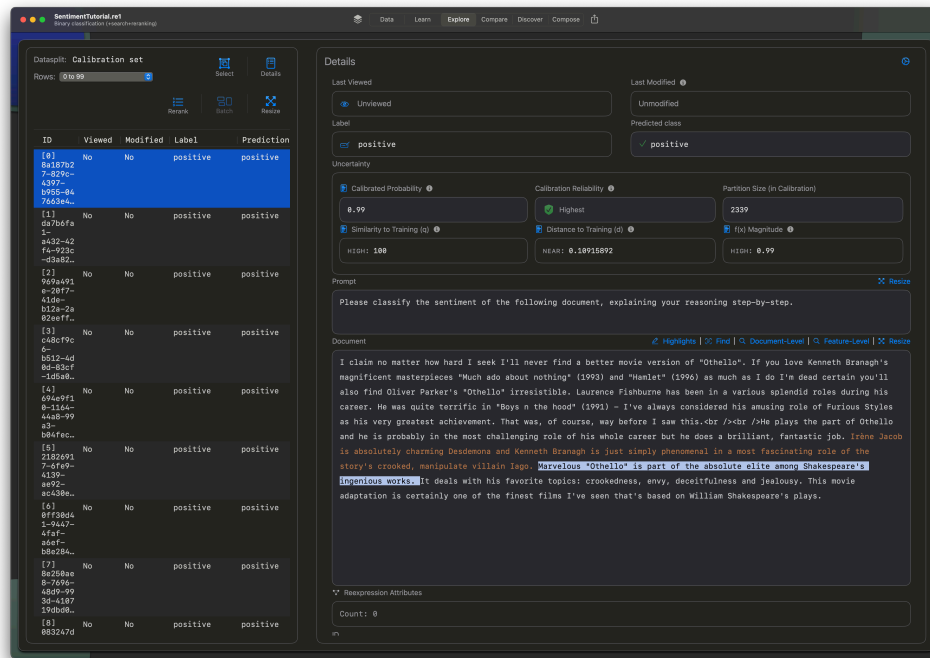 SentimentTutorial.re1
Binary classification (+search+reranking)
Data Learn Explore Compare Discover Compose
Datasplit: Calibration set
Rows: 0 to 99
Select Details
Rerank Batch Resize
ID Viewed Modified Label Prediction
[0] No No positive positive
8a187b2
7-829c-
4397-
b955-04
7663e4…
[1] No No positive positive
da7b6fa
1-
a432-42
f4-923c
-d3a82…
[2] No No positive positive
969a491
e-20f7-
41de-
b12a-2a
02eeff…
[3] No No positive positive
c48cf9c
6-
b512-4d
0d-83cf
-1d5a0…
[4] No No positive positive
694e9f1
0-1164-
44a8-99
a3-
b04fec…
[5] No No positive positive
2182691
7-6fe9-
4139-
ae92-
ac430e…
[6] No No positive positive
0ff30d4
1-9447-
4faf-
a6ef-
b8e284…
[7] No No positive positive
8e250ae
8-7696-
48d9-99
3d-4107
19dbd0…
[8] No No positive positive
083247d
Details
Last Viewed Last Modified
Unviewed Unmodified
Label Predicted class
positive positive
Uncertainty
Calibrated Probability Calibration Reliability Partition Size (in Calibration)
0.99 Highest 2339
Similarity to Training (q) Distance to Training (d) f(x) Magnitude
HIGH: 100 NEAR: 0.10915892 HIGH: 0.99
Prompt Resize
Please classify the sentiment of the following document, explaining your reasoning step-by-step.
Document Highlights | Find | Document-Level | Feature-Level | Resize
I claim no matter how hard I seek I'll never find a better movie version of "Othello". If you love Kenneth Branagh's
magnificent masterpieces "Much ado about nothing" (1993) and "Hamlet" (1996) as much as I do I'm dead certain you'll
also find Oliver Parker's "Othello" irresistible. Laurence Fishburne has been in a various splendid roles during his
career. He was quite terrific in "Boys n the hood" (1991) – I've always considered his amusing role of Furious Styles
as his very greatest achievement. That was, of course, way before I saw this.<br /><br />He plays the part of Othello
and he is probably in the most challenging role of his whole career but he does a brilliant, fantastic job. Irène Jacob
is absolutely charming Desdemona and Kenneth Branagh is just simply phenomenal in a most fascinating role of the
story's crooked, manipulate villain Iago. Marvelous "Othello" is part of the absolute elite among Shakespeare's
ingenious works. It deals with his favorite topics: crookedness, envy, deceitfulness and jealousy. This movie
adaptation is certainly one of the finest films I've seen that's based on William Shakespeare's plays.
Reexpression Attributes
Count: 0